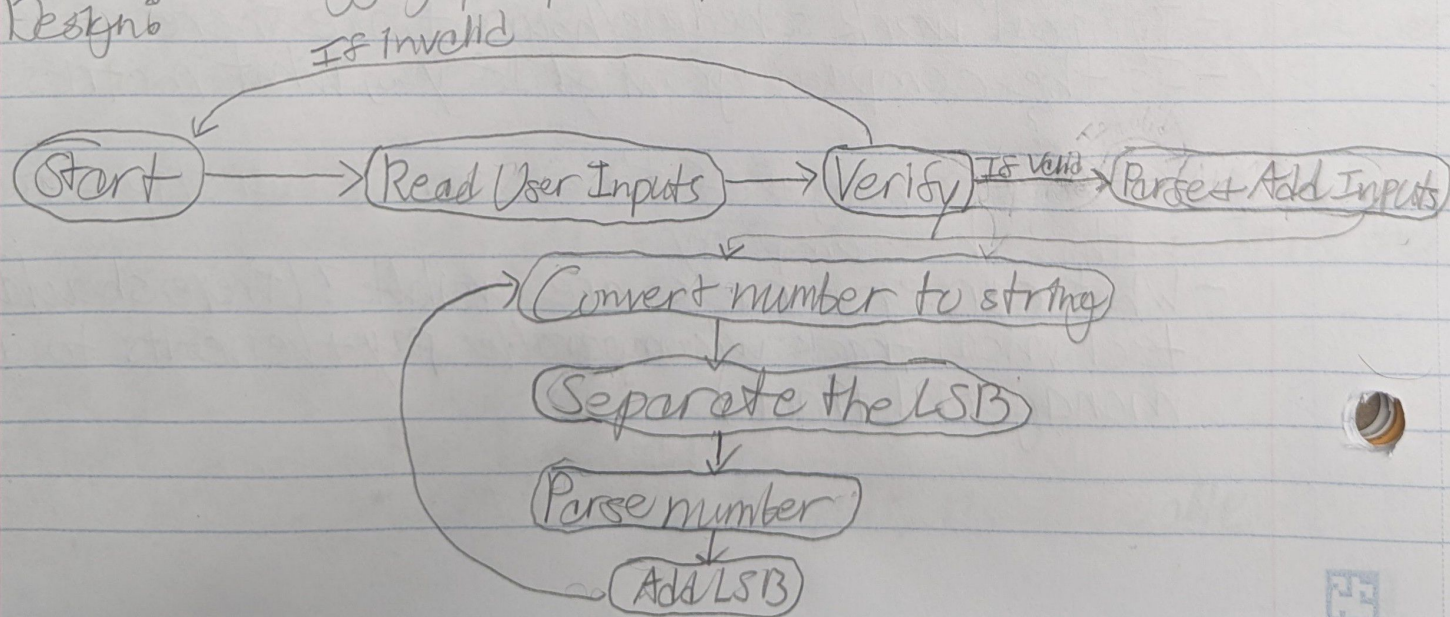 Design:
If invalid
Start
Read User Inputs
Verify
If Valid
Parse + Add Inputs
Convert number to string
Separate the LSB
Parse number
Add LSB